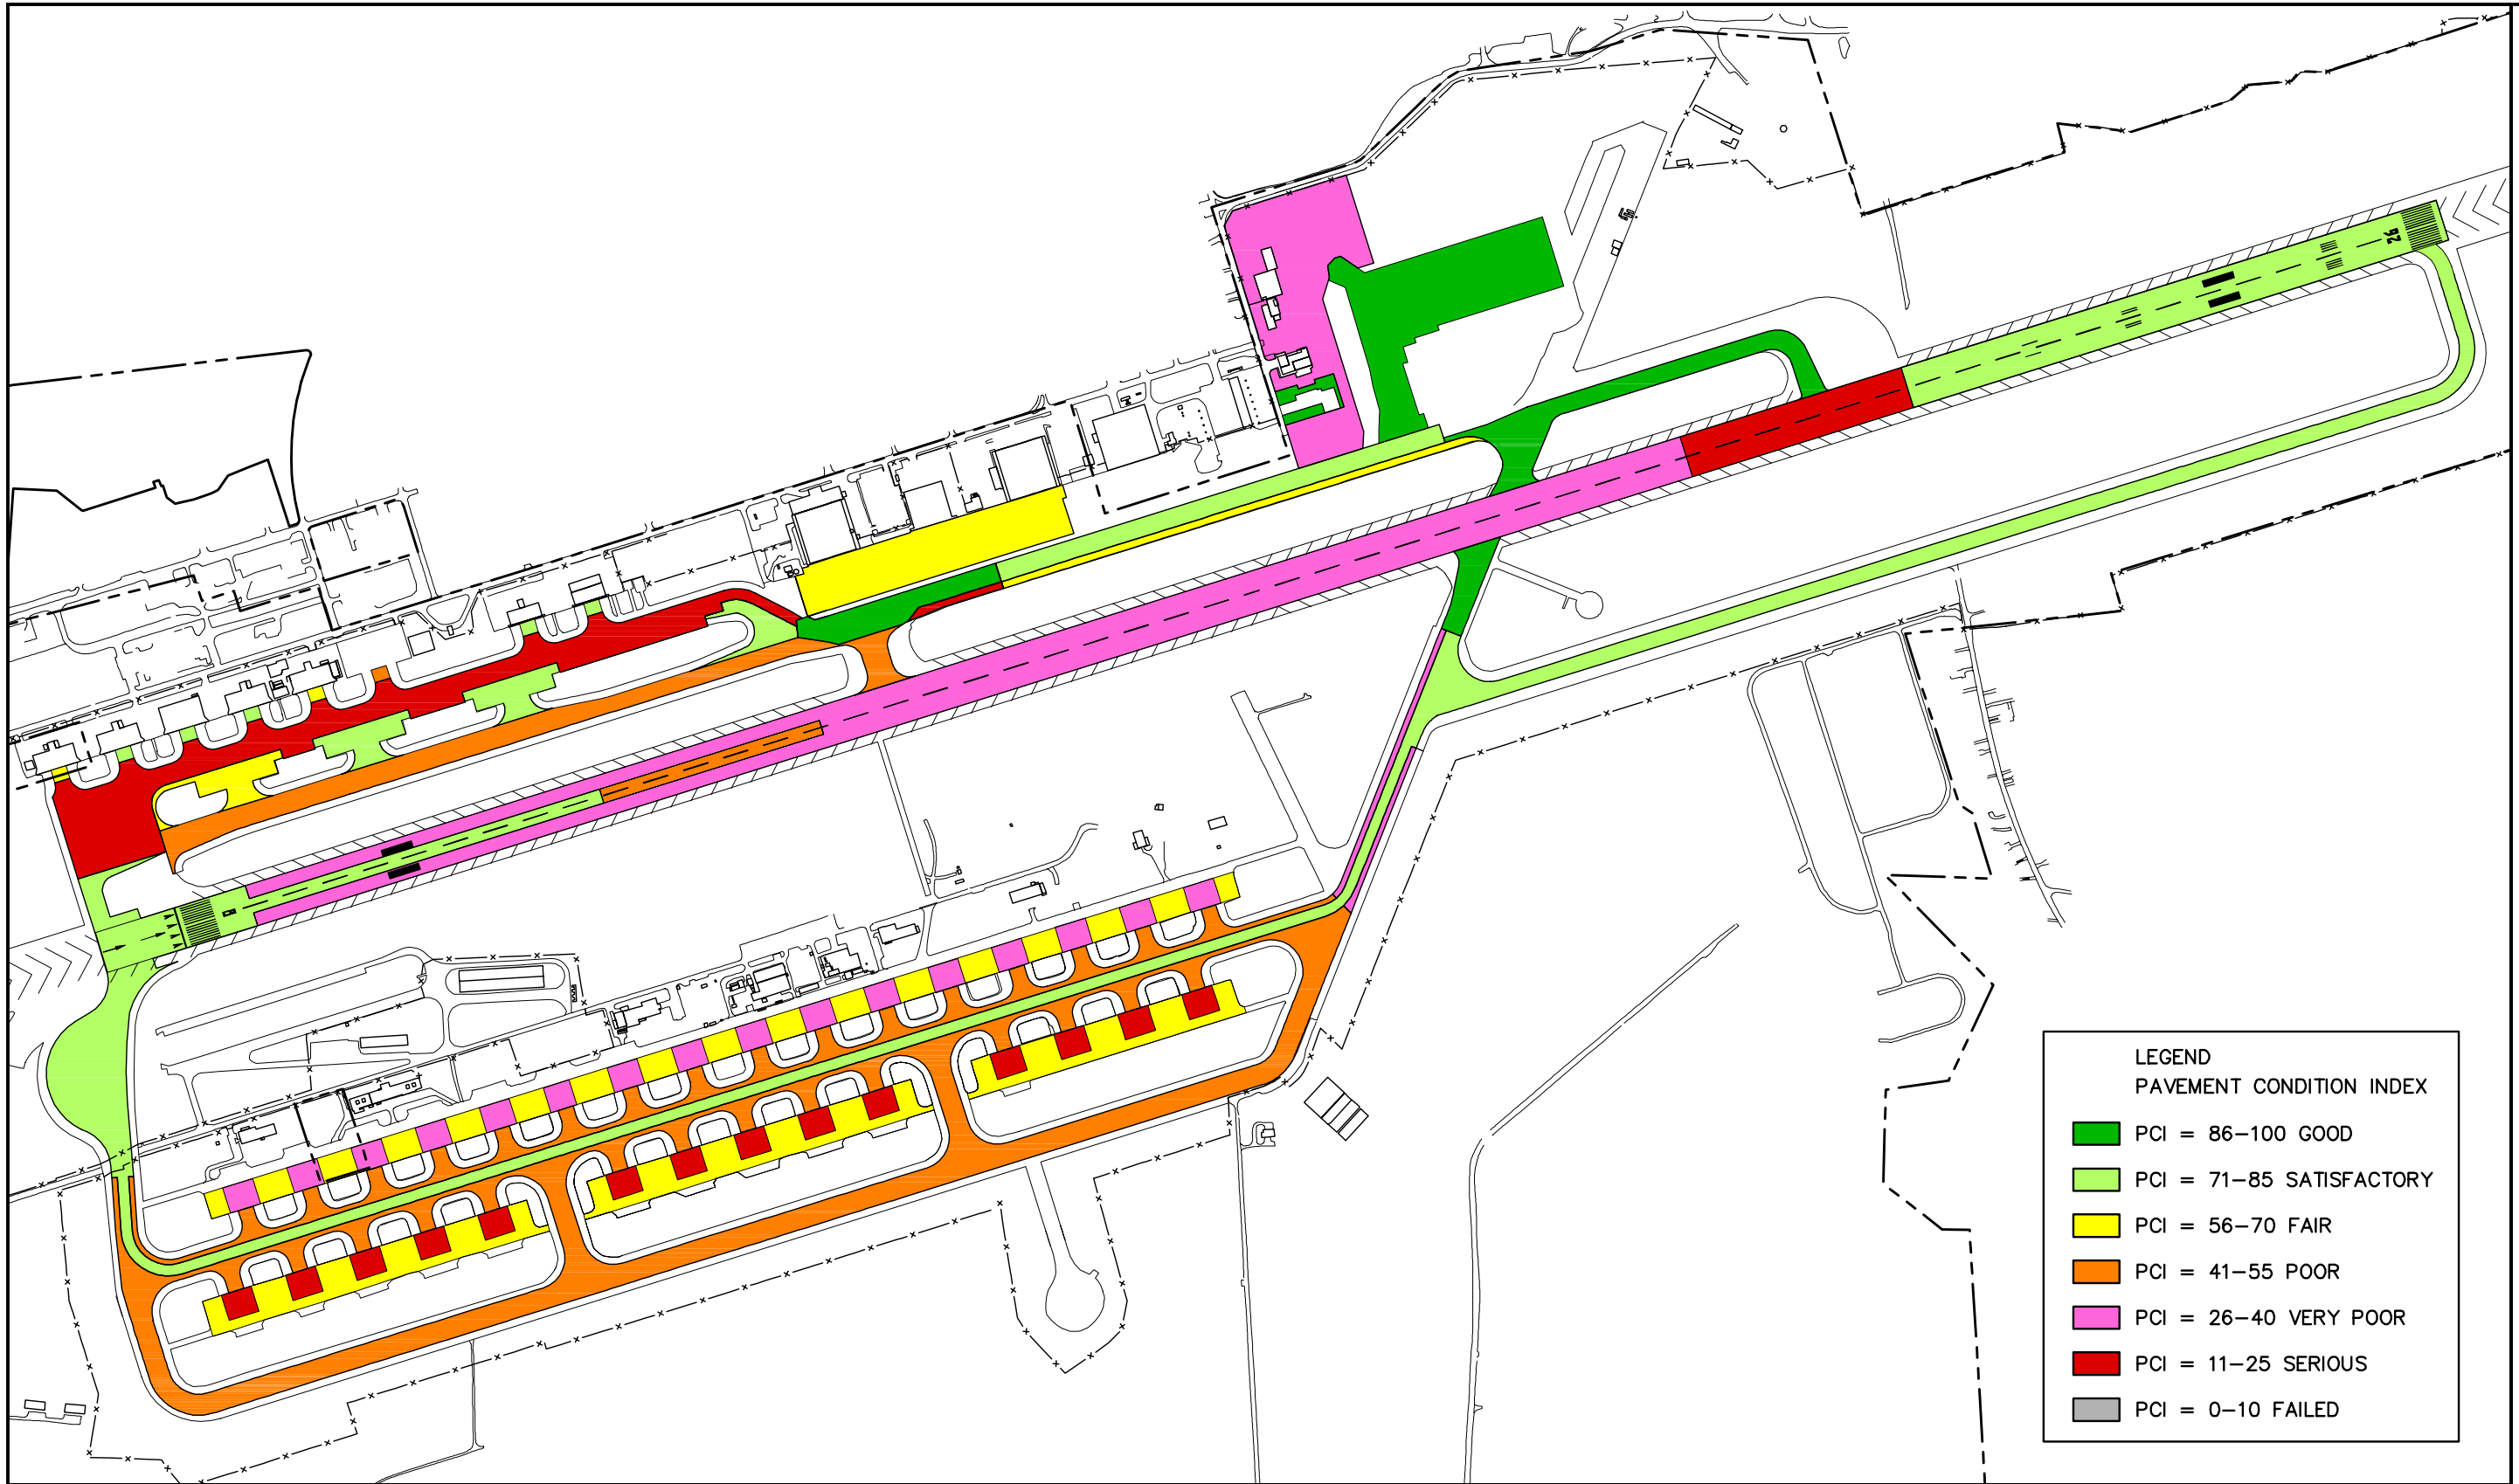 25
LEGEND
PAVEMENT CONDITION INDEX
PCI = 86-100 GOOD
PCI = 71-85 SATISFACTORY
PCI = 56-70 FAIR
PCI = 41-55 POOR
PCI = 26-40 VERY POOR
PCI = 11-25 SERIOUS
PCI = 0-10 FAILED